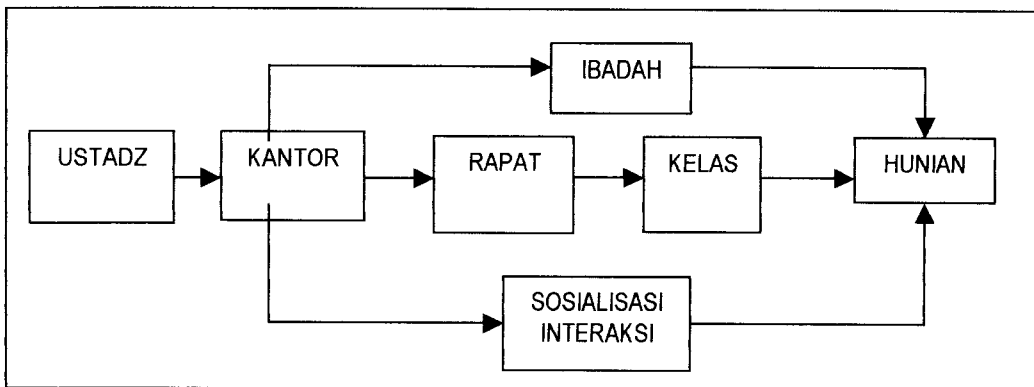 IBADAH
USTADZ
KANTOR
RAPAT
KELAS
HUNIAN
SOSIALISASI
INTERAKSI